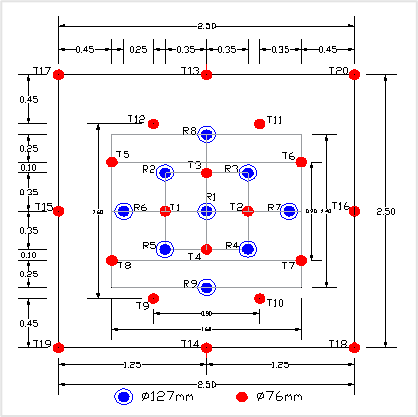 2.50
0.45 0.25 0.35 0.35 0.35 0.45
T17 T13 T20
0.45
T12 T11
R8
0.25
T5 T6
0.10
R2 T3 R3
0.35
T15 R6 T1 R1 T2 R7 T16
2.50
0.35
R5 T4 R4
0.10
T8 T7
0.25
R9
T9 T10
0.45
0.90
1.60
T19 T14 T18
1.25 1.25
2.50
Ø127mm Ø76mm